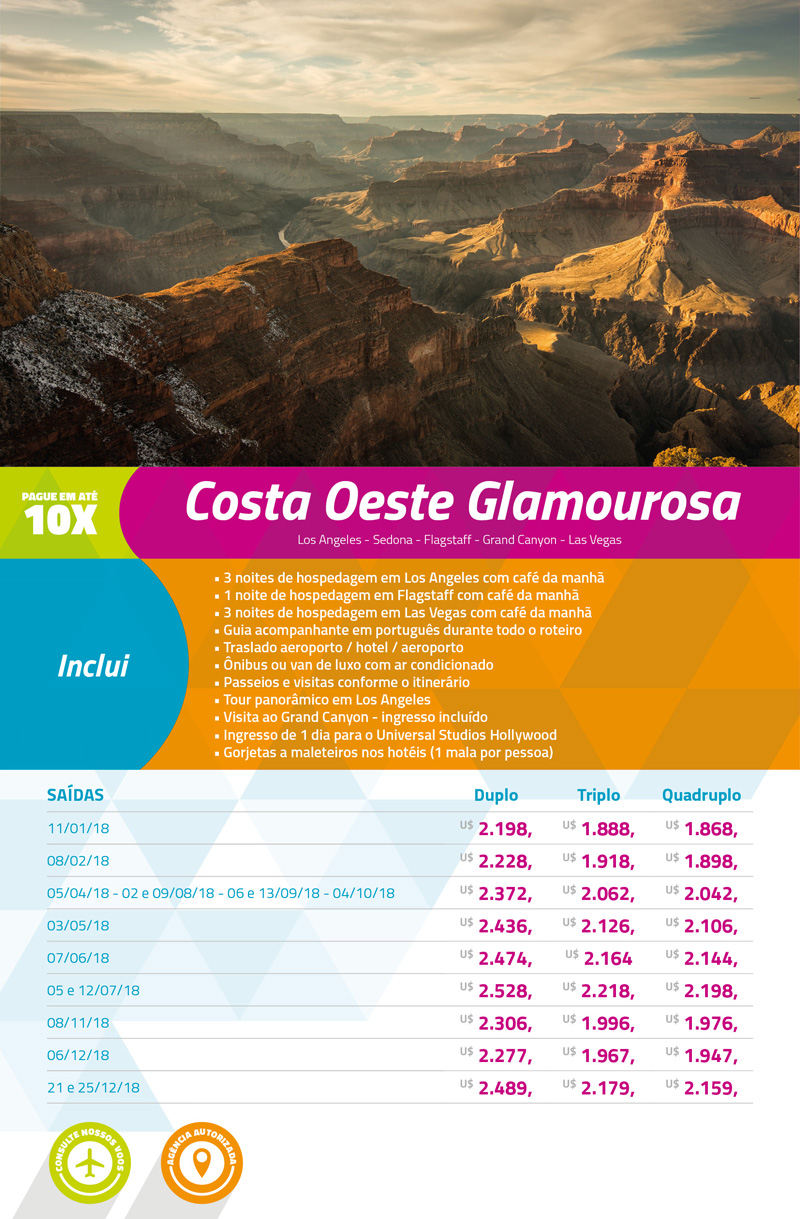 PAGUE EM ATÉ
10X
Costa Oeste Glamourosa
Los Angeles - Sedona - Flagstaff - Grand Canyon - Las Vegas
Inclui
▪ 3 noites de hospedagem em Los Angeles com café da manhã
▪ 1 noite de hospedagem em Flagstaff com café da manhã
▪ 3 noites de hospedagem em Las Vegas com café da manhã
▪ Guia acompanhante em português durante todo o roteiro
▪ Traslado aeroporto / hotel / aeroporto
▪ Ônibus ou van de luxo com ar condicionado
▪ Passeios e visitas conforme o itinerário
▪ Tour panorâmico em Los Angeles
▪ Visita ao Grand Canyon - ingresso incluído
▪ Ingresso de 1 dia para o Universal Studios Hollywood
▪ Gorjetas a maleteiros nos hotéis (1 mala por pessoa)
SAÍDAS Duplo Triplo Quadruplo
11/01/18 U$ 2.198, U$ 1.888, U$ 1.868,
08/02/18 U$ 2.228, U$ 1.918, U$ 1.898,
05/04/18 - 02 e 09/08/18 - 06 e 13/09/18 - 04/10/18 U$ 2.372, U$ 2.062, U$ 2.042,
03/05/18 U$ 2.436, U$ 2.126, U$ 2.106,
07/06/18 U$ 2.474, U$ 2.164 U$ 2.144,
05 e 12/07/18 U$ 2.528, U$ 2.218, U$ 2.198,
08/11/18 U$ 2.306, U$ 1.996, U$ 1.976,
06/12/18 U$ 2.277, U$ 1.967, U$ 1.947,
21 e 25/12/18 U$ 2.489, U$ 2.179, U$ 2.159,
CONSULTE NOSSOS VOOS
AGÊNCIA AUTORIZADA